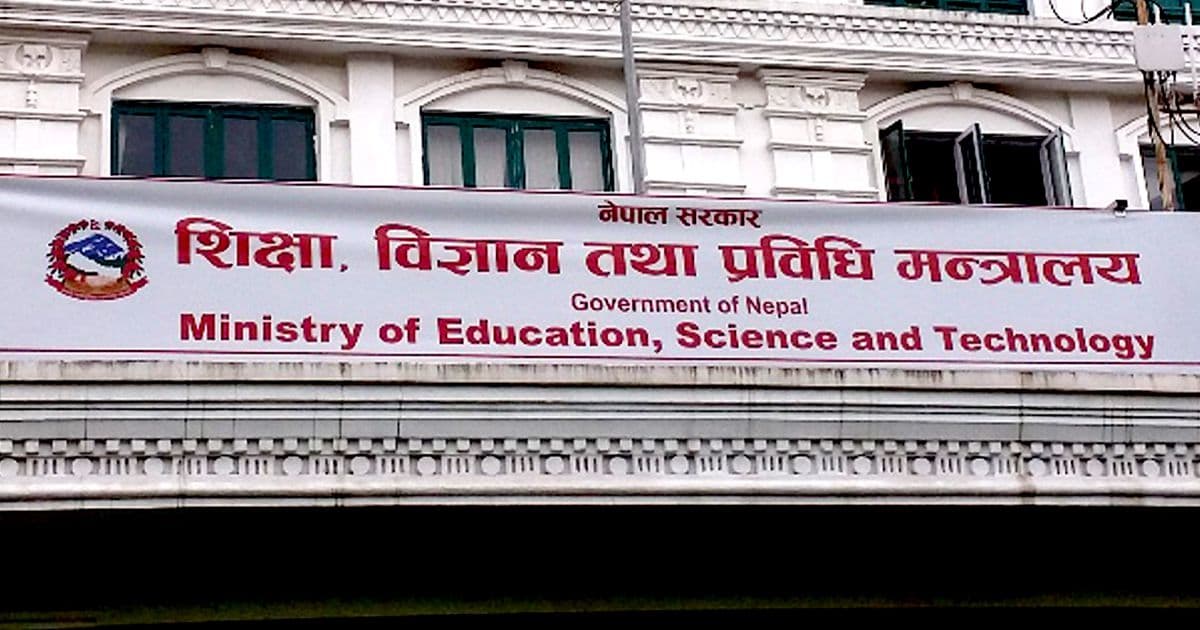 नेपाल सरकार
शिक्षा, विज्ञान तथा प्रविधि मन्त्रालय
Government of Nepal
Ministry of Education, Science and Technology